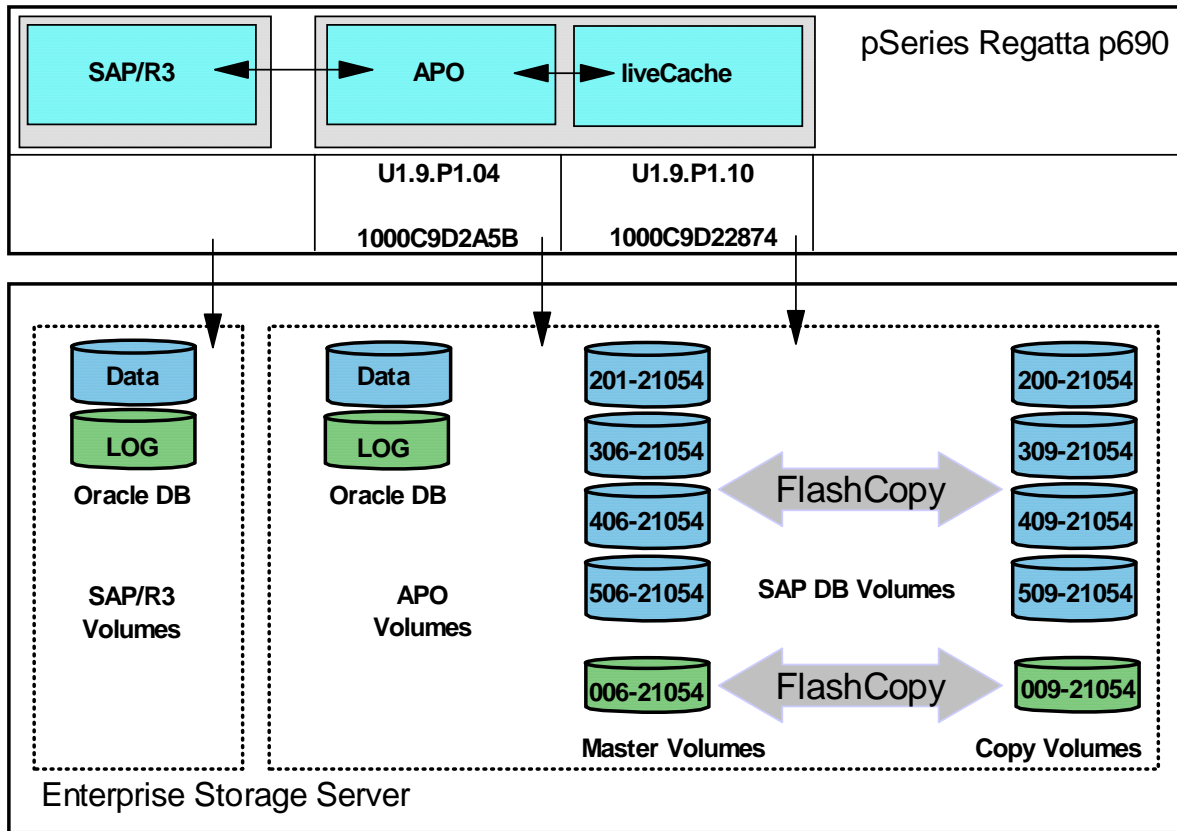 pSeries Regatta p690
SAP/R3
APO
liveCache
U1.9.P1.04
U1.9.P1.10
1000C9D2A5B
1000C9D22874
Data
LOG
Oracle DB
SAP/R3
Volumes
Data
LOG
Oracle DB
APO
Volumes
201-21054
306-21054
406-21054
506-21054
006-21054
Master Volumes
FlashCopy
SAP DB Volumes
FlashCopy
200-21054
309-21054
409-21054
509-21054
009-21054
Copy Volumes
Enterprise Storage Server